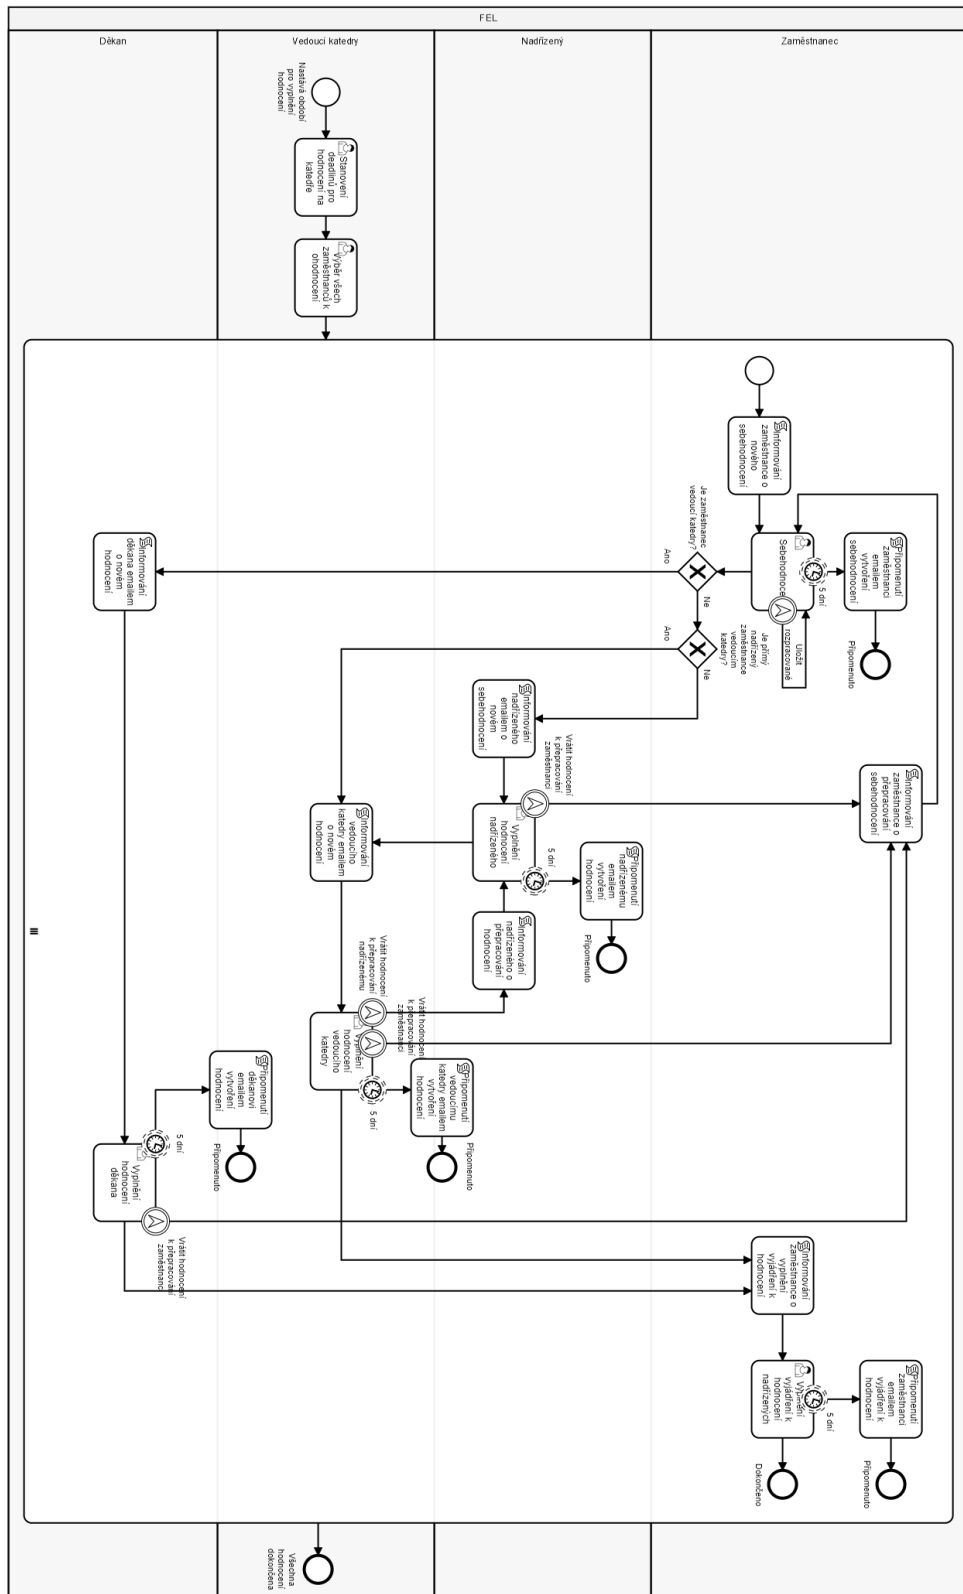 FEL
Děkan
Vedoucí katedry
Nadřízený
Zaměstnanec
Nastává období
pro vyplnění
hodnocení
Stanovení
deadlinů pro
hodnocení na
katedře
Výběr všech
zaměstnanců k
ohodnocení
Informování
zaměstnance o
nového
sebehodnocení
Sebehodnocení
5 dní
Připomenutí
zaměstnanci
emailem
vytvoření
sebehodnocení
Připomenuto
Uložit
rozpracované
Je zaměstnanec
vedoucí katedry?
Ano
Ne
Informování
děkana emailem
o novém
hodnocení
Je přímý
nadřízený
zaměstnance
vedoucím
katedry?
Ano
Ne
Informování
nadřízeného
emailem o
novém
sebehodnocení
Vrátit hodnocení
k přepracování
zaměstnanci
Informování
zaměstnance o
přepracování
sebehodnocení
Vyplnění
hodnocení
nadřízeného
5 dní
Připomenutí
nadřízenému
emailem
vytvoření
hodnocení
Připomenuto
Informování
vedoucího
katedry emailem
o novém
hodnocení
Informování
nadřízeného o
přepracování
hodnocení
Vrátit hodnocení
k přepracování
nadřízenému
Vrátit hodnocení
k přepracování
zaměstnanci
Vyplnění
hodnocení
vedoucího
katedry
5 dní
Připomenutí
vedoucímu
katedry emailem
vytvoření
hodnocení
Připomenuto
Připomenutí
děkanovi
emailem
vytvoření
hodnocení
Připomenuto
5 dní
Vyplnění
hodnocení
děkana
Vrátit hodnocení
k přepracování
zaměstnanci
Informování
zaměstnance o
vyplnění
vyjádření k
hodnocení
Vyplnění
vyjádření k
hodnocení
nadřízených
5 dní
Připomenutí
zaměstnanci
emailem
vyjádření k
hodnocení
Připomenuto
Dokončeno
Všechna
hodnocení
dokončena